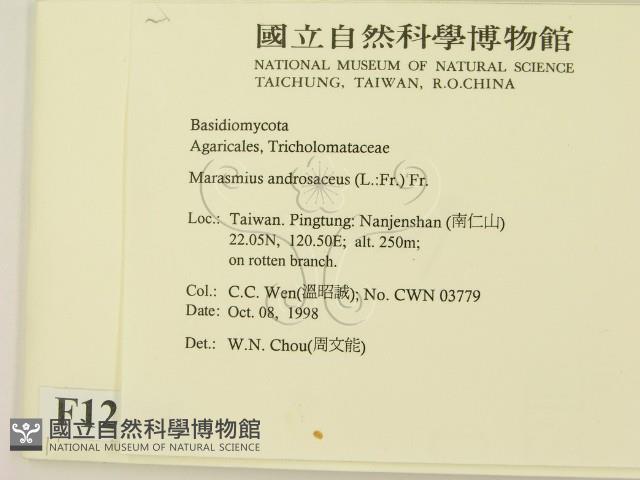 國立自然科學博物館
NATIONAL MUSEUM OF NATURAL SCIENCE
TAICHUNG, TAIWAN, R.O.CHINA
Basidiomycota
Agaricales, Tricholomataceae
Marasmius androsaceus (L.:Fr.) Fr.
Loc.: Taiwan. Pingtung: Nanjenshan (南仁山)
22.05N, 120.50E; alt. 250m;
on rotten branch.
Col.: C.C. Wen(溫昭誠); No. CWN 03779
Date: Oct. 08, 1998
Det.: W.N. Chou(周文能)
F12
國立自然科學博物館
NATIONAL MUSEUM OF NATURAL SCIENCE